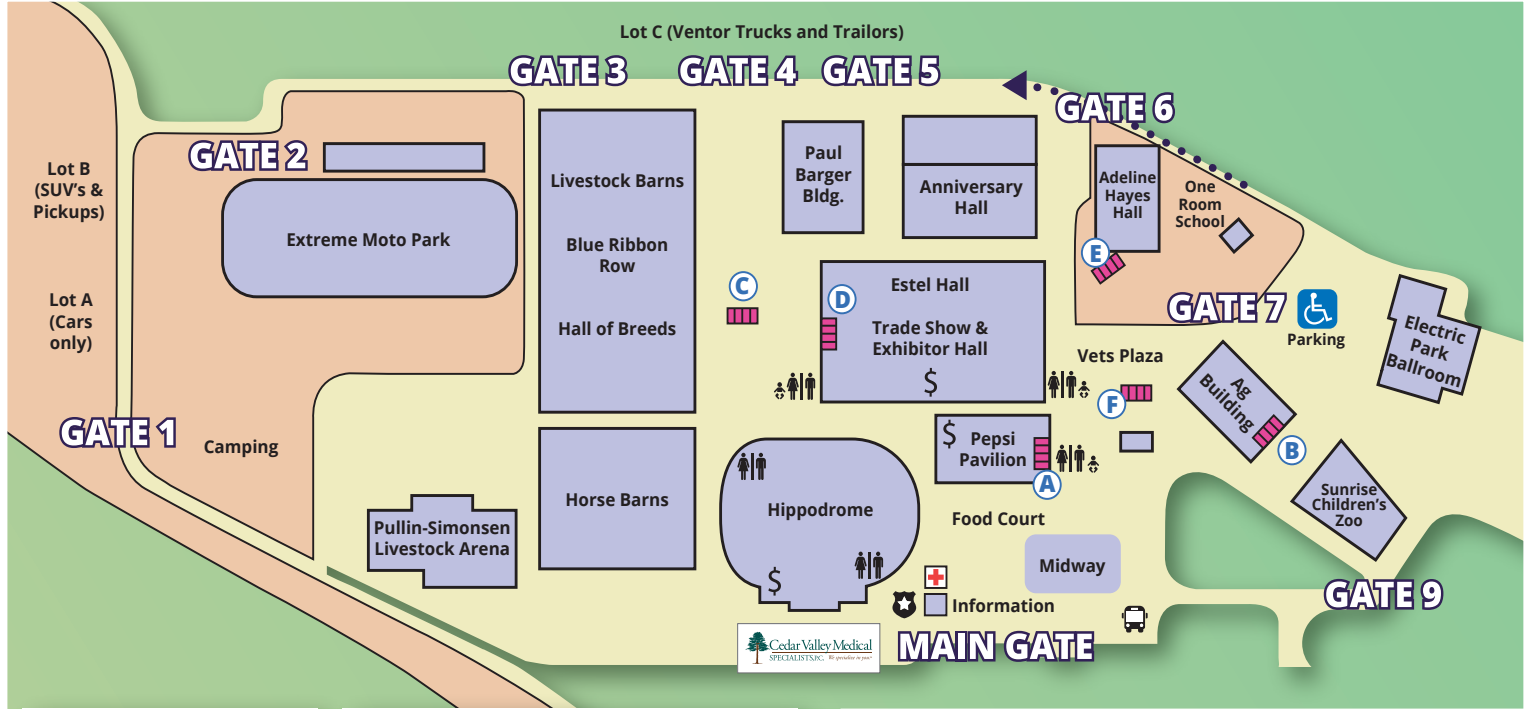 Lot C (Ventor Trucks and Trailors)
GATE 3
GATE 4
GATE 5
GATE 6
GATE 2
Lot B
(SUV's &
Pickups)
Extreme Moto Park
Livestock Barns
Blue Ribbon
Row
Hall of Breeds
Paul
Barger
Bldg.
Anniversary
Hall
Adeline
Hayes
Hall
One
Room
School
E
C
D
Estel Hall
Trade Show &
Exhibitor Hall
$
GATE 7
Parking
Lot A
(Cars
only)
Vets Plaza
F
Electric
Park
Ballroom
Ag
Building
B
GATE 1
Camping
$
Pepsi
Pavilion
A
Horse Barns
Hippodrome
$
Food Court
Sunrise
Children's
Zoo
Pullin-Simonsen
Livestock Arena
Midway
Information
GATE 9
MAIN GATE
Cedar Valley Medical
SPECIALISTS, P.C. We specialize in you